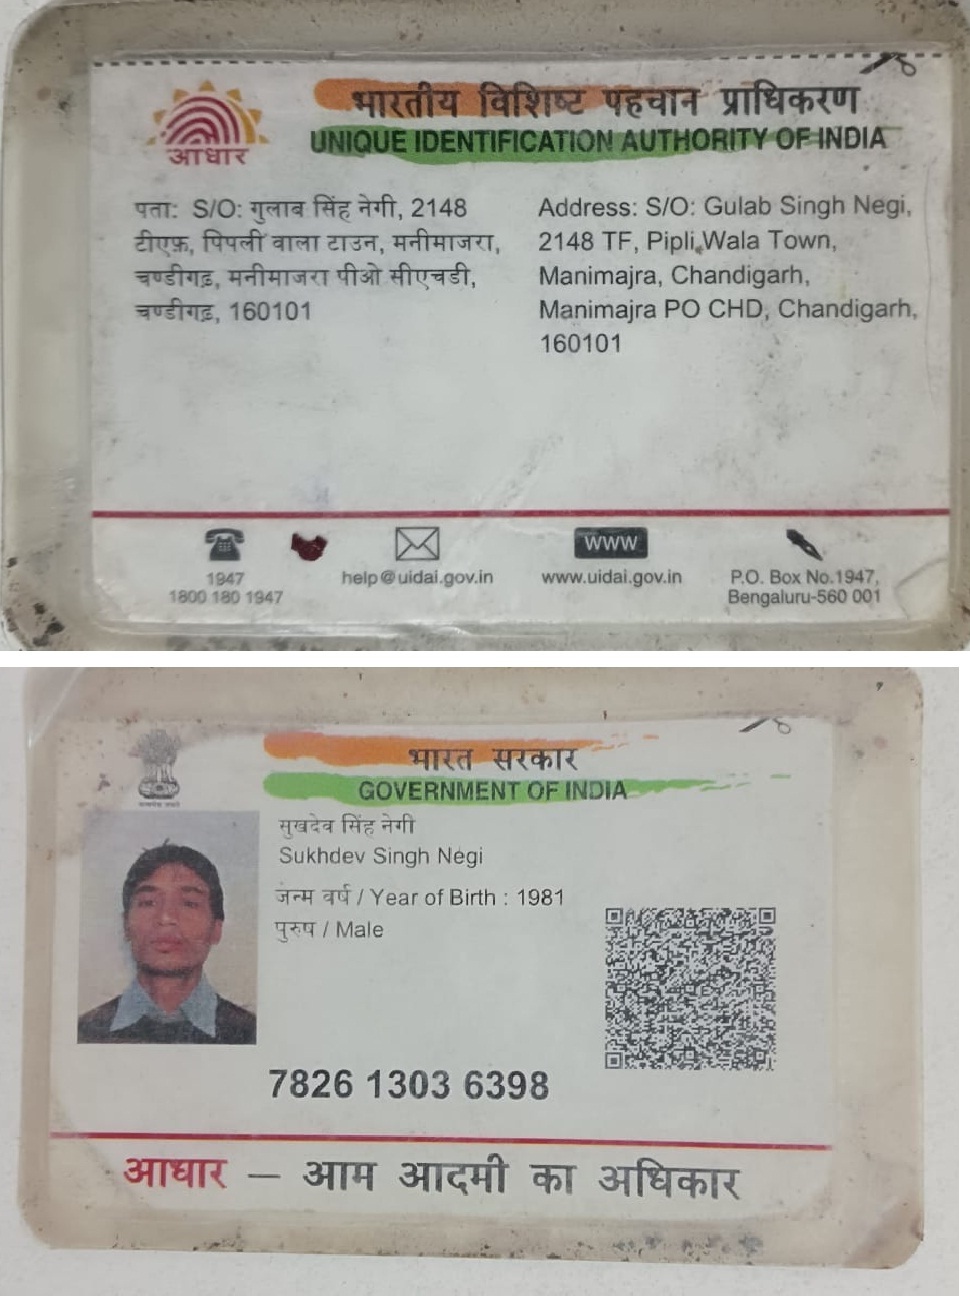 भारतीय विशिष्ट पहचान प्राधिकरण
UNIQUE IDENTIFICATION AUTHORITY OF INDIA
आधार
पता: S/O: गुलाब सिंह नेगी, 2148
टीएफ़, पिपली वाला टाउन, मनीमाजरा,
चण्डीगढ़, मनीमाजरा पीओ सीएचडी,
चण्डीगढ़, 160101
Address: S/O: Gulab Singh Negi,
2148 TF, Pipli Wala Town,
Manimajra, Chandigarh,
Manimajra PO CHD, Chandigarh,
160101
1947
1800 180 1947
help@uidai.gov.in
www
www.uidai.gov.in
P.O. Box No.1947,
Bengaluru-560 001
भारत सरकार
GOVERNMENT OF INDIA
सुखदेव सिंह नेगी
Sukhdev Singh Negi
जन्म वर्ष / Year of Birth : 1981
पुरुष / Male
7826 1303 6398
आधार — आम आदमी का अधिकार